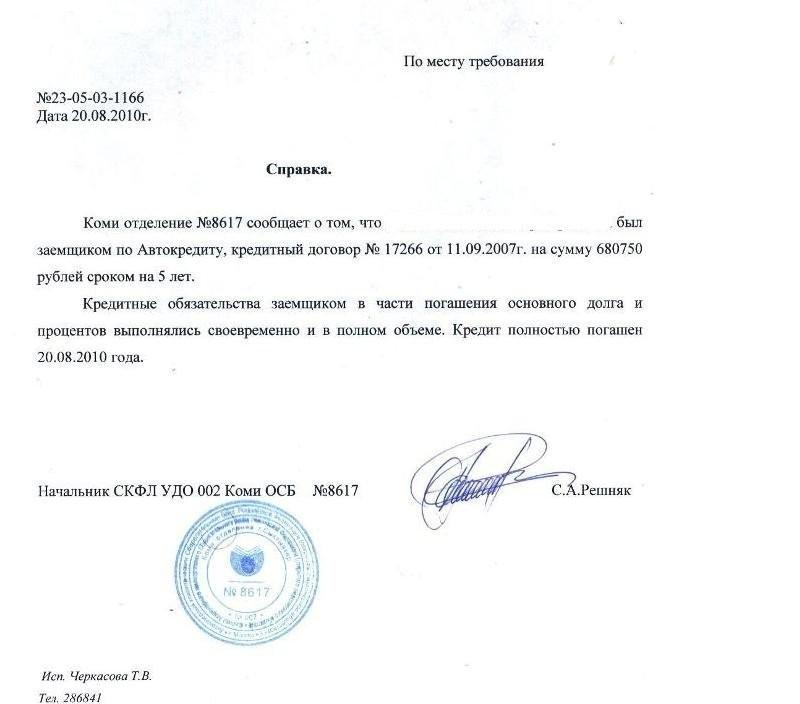 По месту требования
№23-05-03-1166
Дата 20.08.2010г.
Справка.
Коми отделение №8617 сообщает о том, что был
заемщиком по Автокредиту, кредитный договор № 17266 от 11.09.2007г. на сумму 680750
рублей сроком на 5 лет.
Кредитные обязательства заемщиком в части погашения основного долга и
процентов выполнялись своевременно и в полном объеме. Кредит полностью погашен
20.08.2010 года.
Начальник СКФЛ УДО 002 Коми ОСБ №8617
С.А.Решняк
№ 8617
Исп. Черкасова Т.В.
Тел. 286841